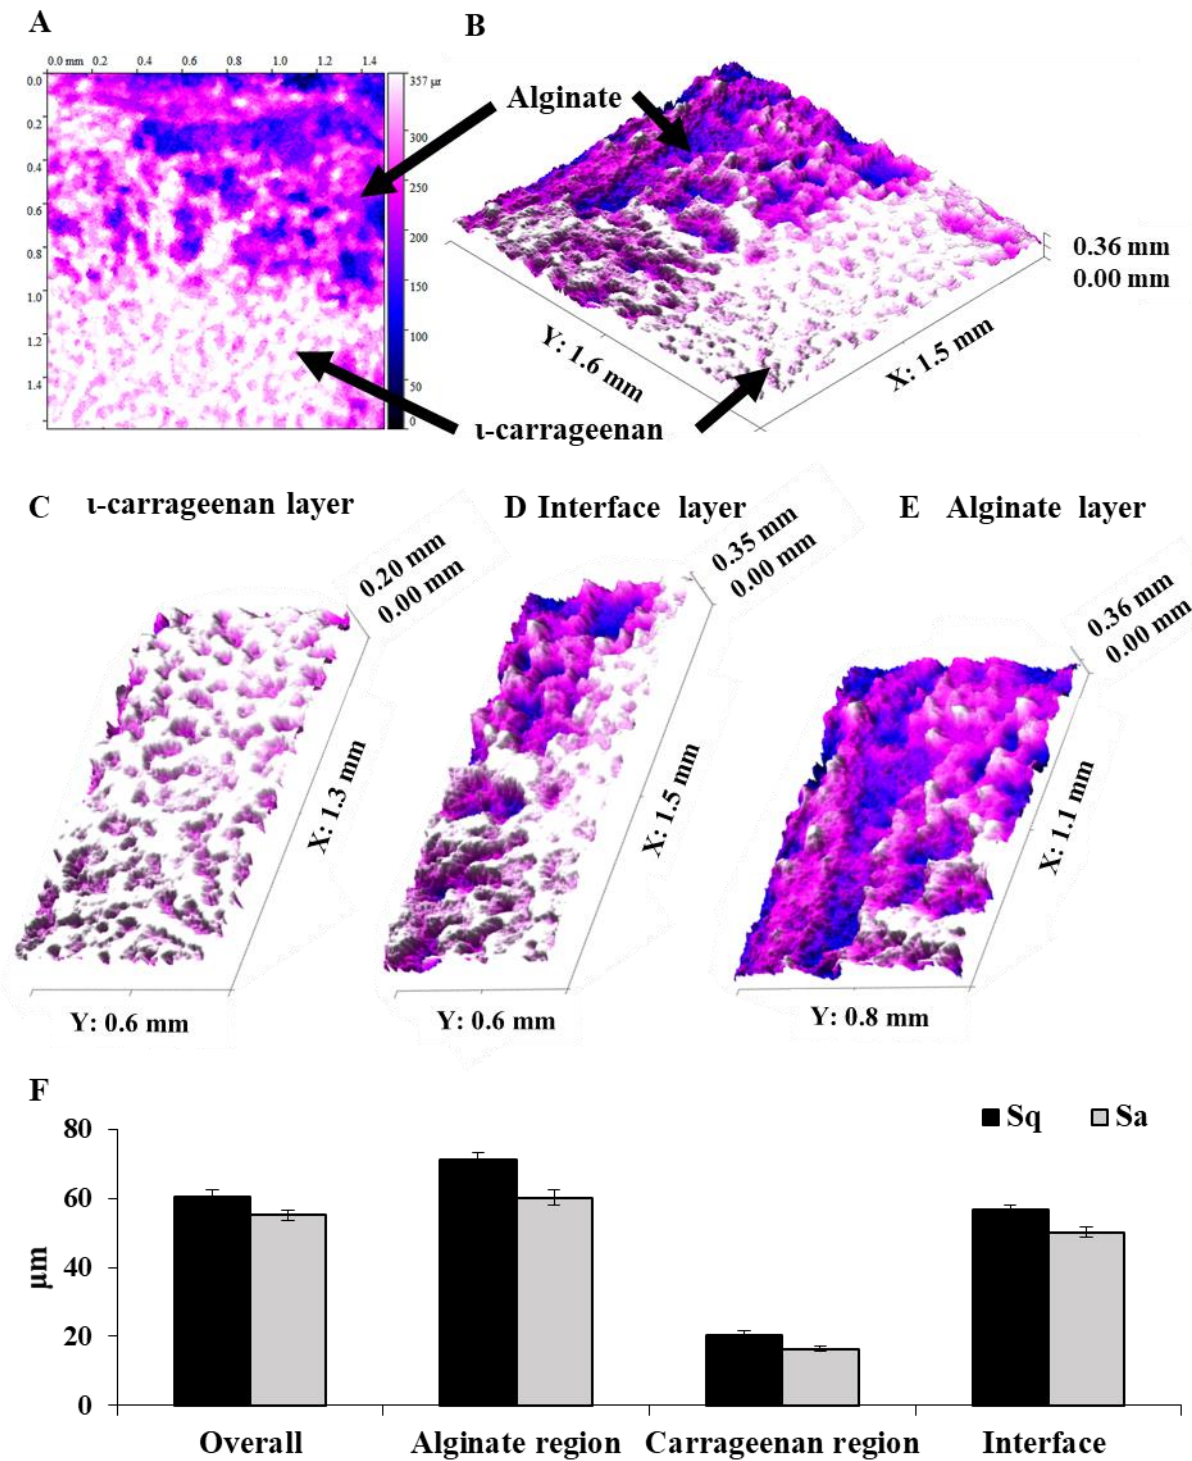 A
B
0.0 mm 0.2 0.4 0.6 0.8 1.0 1.2 1.4
0.0
0.2
0.4
0.6
0.8
1.0
1.2
1.4
357 µr
300
250
200
150
100
50
0
Alginate
ι-carrageenan
0.36 mm
0.00 mm
Y: 1.6 mm
X: 1.5 mm
C ι-carrageenan layer
0.20 mm
0.00 mm
X: 1.3 mm
Y: 0.6 mm
D Interface layer
0.35 mm
0.00 mm
X: 1.5 mm
Y: 0.6 mm
E Alginate layer
0.36 mm
0.00 mm
X: 1.1 mm
Y: 0.8 mm
F
Sq Sa
µm
80
60
40
20
0
Overall Alginate region Carrageenan region Interface